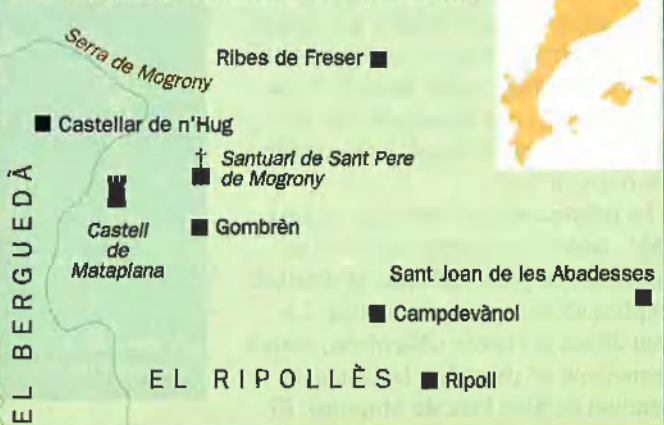 Serra de Mogrony
Ribes de Freser
Castellar de n'Hug
Santuari de Sant Pere
de Mogrony
Castell
de
Mataplana
Gombrèn
Sant Joan de les Abadesses
Campdevànol
EL RIPOLLÈS
Ripoll
EL BERGUEDÀ